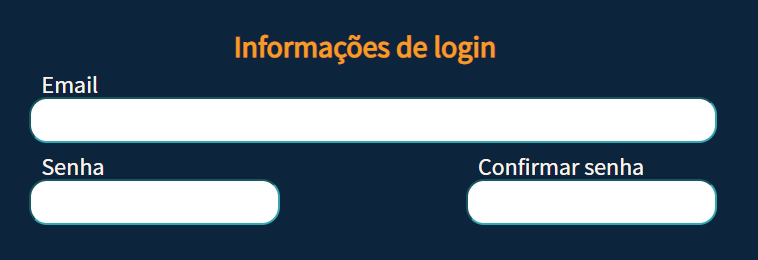 Informações de login
Email
Senha
Confirmar senha